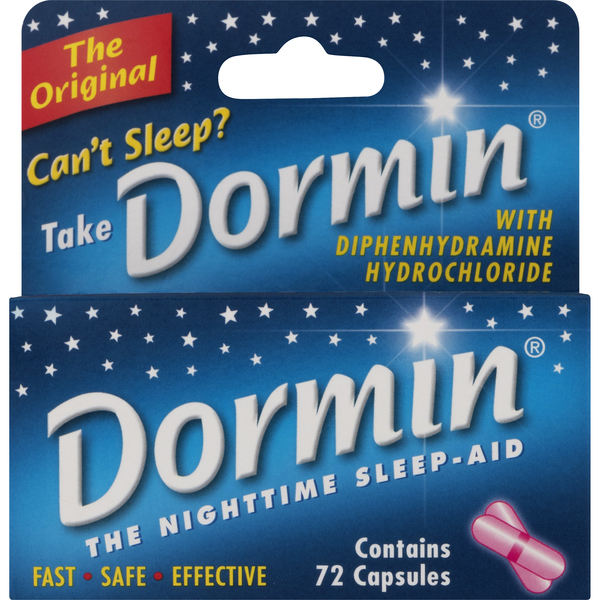 The
Original
Can't Sleep?
Take Dormin®
WITH
DIPHENHYDRAMINE
HYDROCHLORIDE
Dormin®
THE NIGHTTIME SLEEP-AID
Contains
72 Capsules
FAST • SAFE • EFFECTIVE